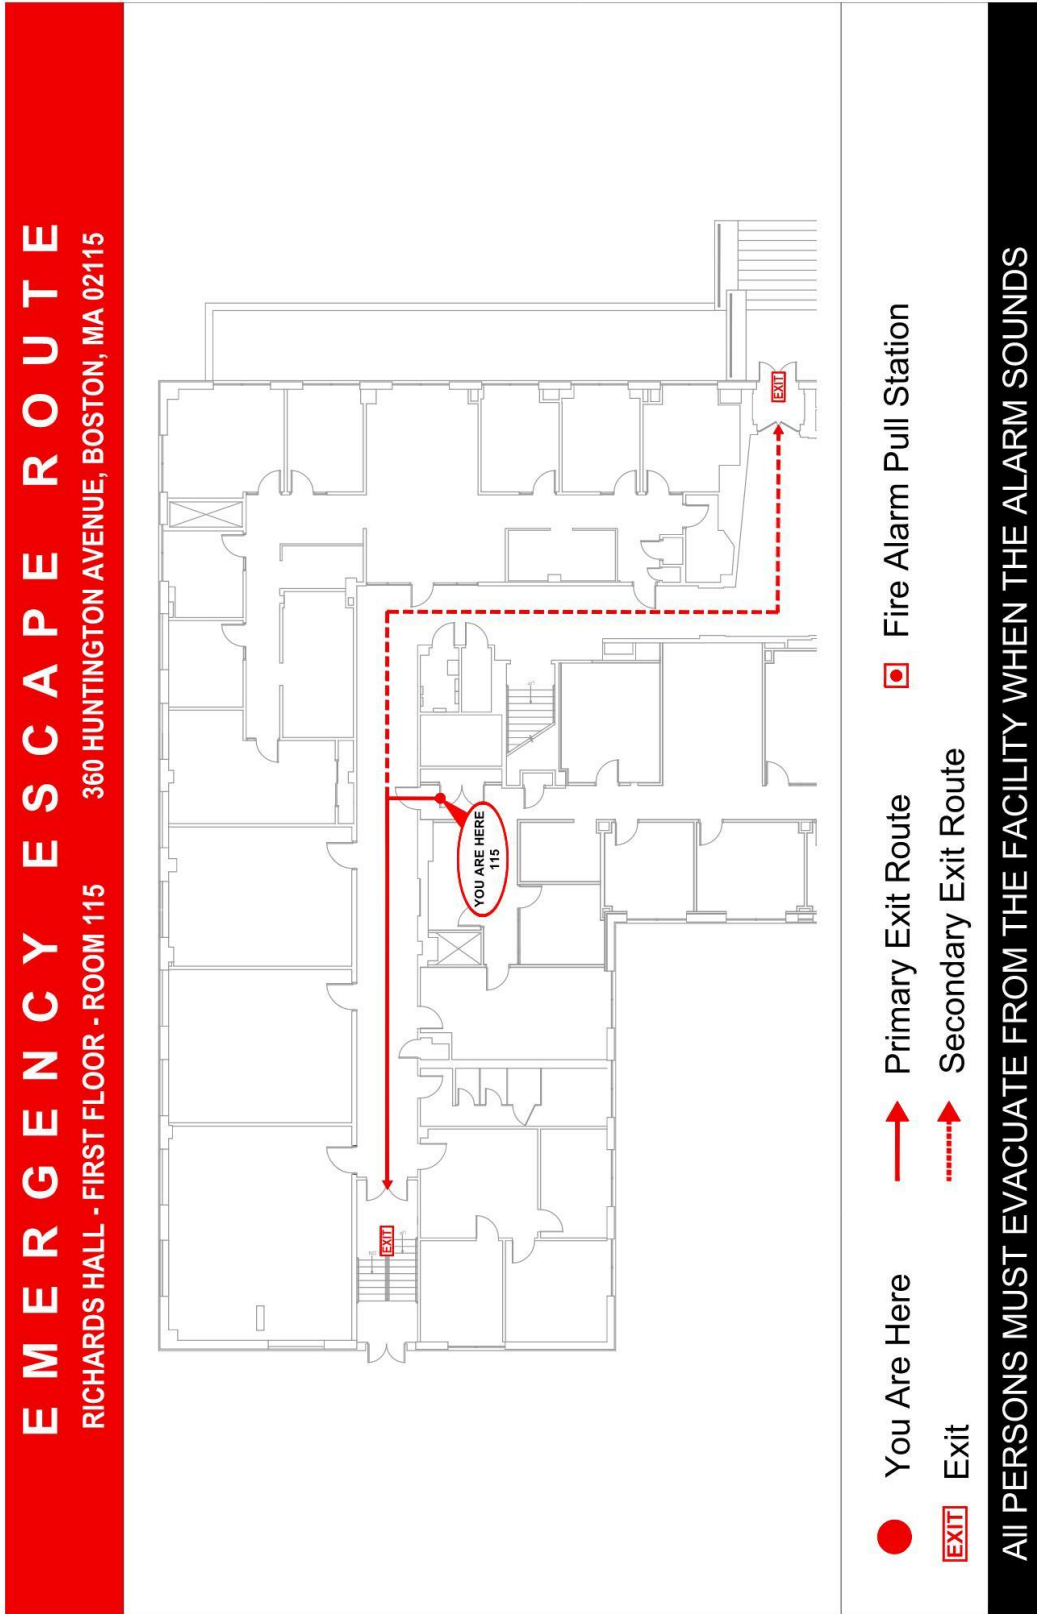 EMERGENCY ESCAPE ROUTE
RICHARDS HALL - FIRST FLOOR - ROOM 115 360 HUNTINGTON AVENUE, BOSTON, MA 02115
EXIT
YOU ARE HERE
115
EXIT
You Are Here
Primary Exit Route
Fire Alarm Pull Station
EXIT Exit
Secondary Exit Route
All PERSONS MUST EVACUATE FROM THE FACILITY WHEN THE ALARM SOUNDS